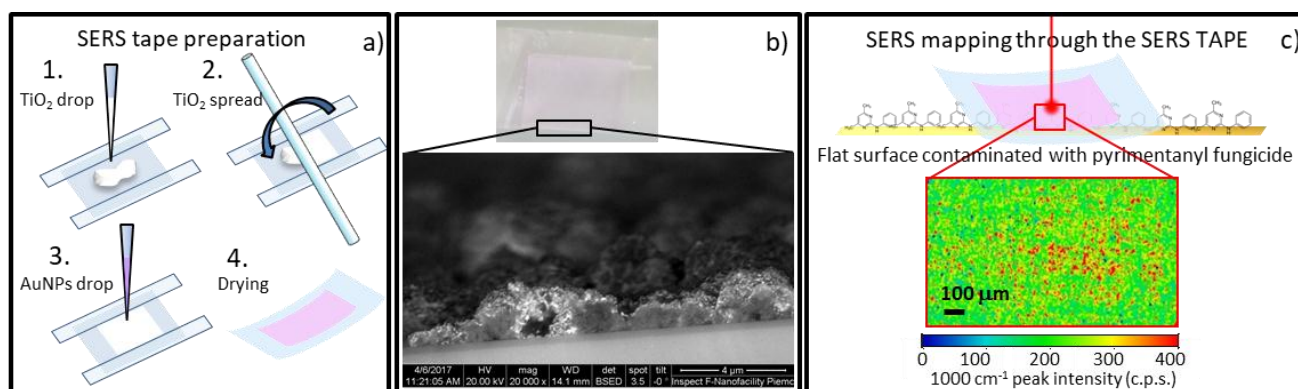 SERS tape preparation
a)
1.
TiO2 drop
2.
TiO2 spread
3.
AuNPs drop
4.
Drying
b)
4/6/2017 HV mag WD det spot tilt 4 μm
11:21:05 AM 20.00 kV 20 000 x 14.1 mm BSED 3.5 -0 ° Inspect F-Nanofacility Piemo
c)
SERS mapping through the SERS TAPE
Flat surface contaminated with pyrimentanyl fungicide
100 μm
0 100 200 300 400
1000 cm⁻¹ peak intensity (c.p.s.)